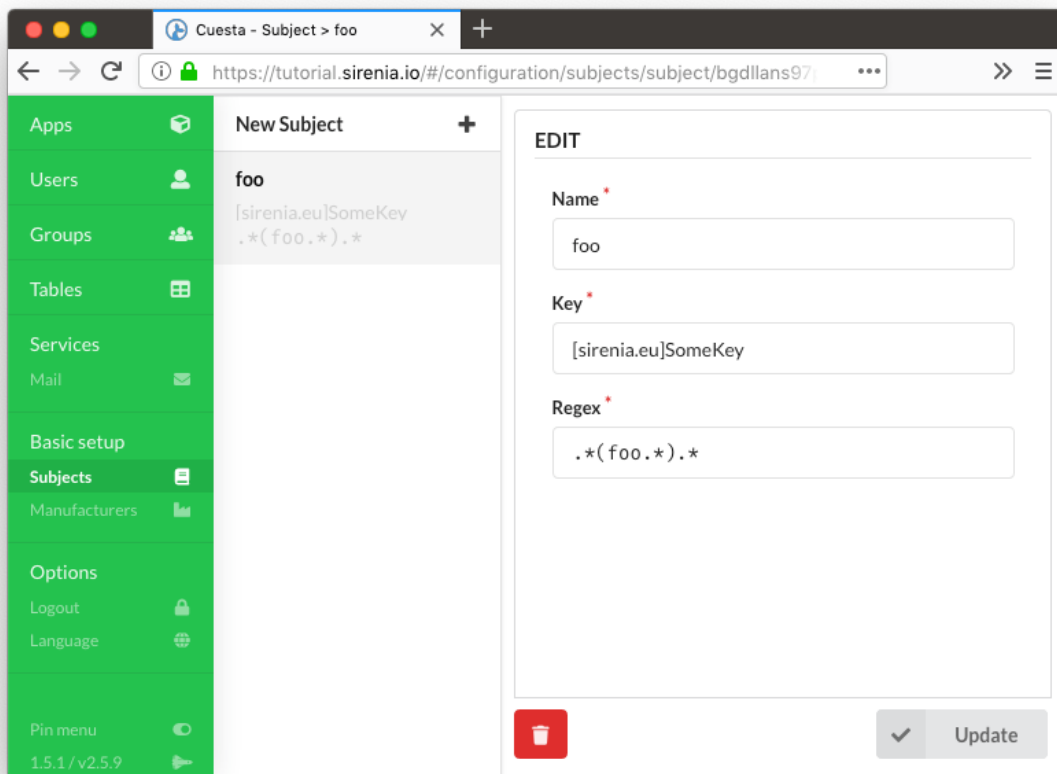 Cuesta - Subject > foo
https://tutorial.sirenia.io/#/configuration/subjects/subject/bgdllans97
Apps
Users
Groups
Tables
Services
Mail
Basic setup
Subjects
Manufacturers
Options
Logout
Language
Pin menu
1.5.1 / v2.5.9
New Subject
foo
[sirenia.eu]SomeKey
.*(foo.*).*
EDIT
Name *
foo
Key *
[sirenia.eu]SomeKey
Regex *
.*(foo.*).*
Update